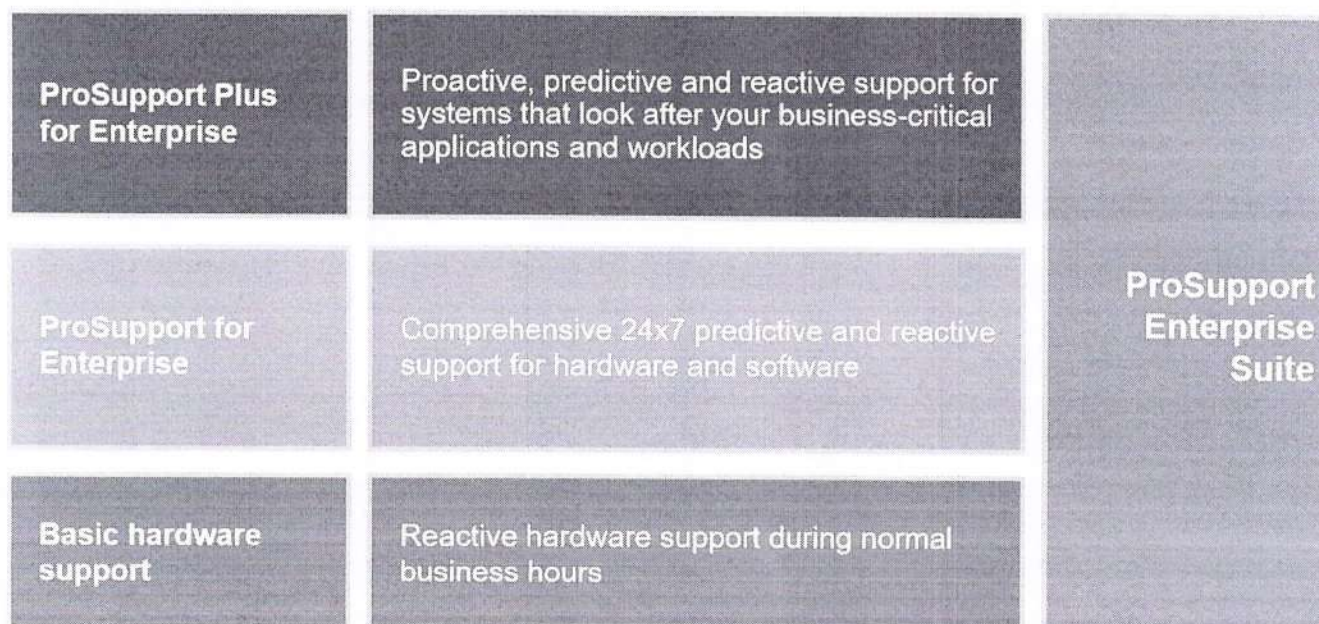 ProSupport Plus
for Enterprise
Proactive, predictive and reactive support for
systems that look after your business-critical
applications and workloads
ProSupport for
Enterprise
Comprehensive 24x7 predictive and reactive
support for hardware and software
Basic hardware
support
Reactive hardware support during normal
business hours
ProSupport
Enterprise
Suite